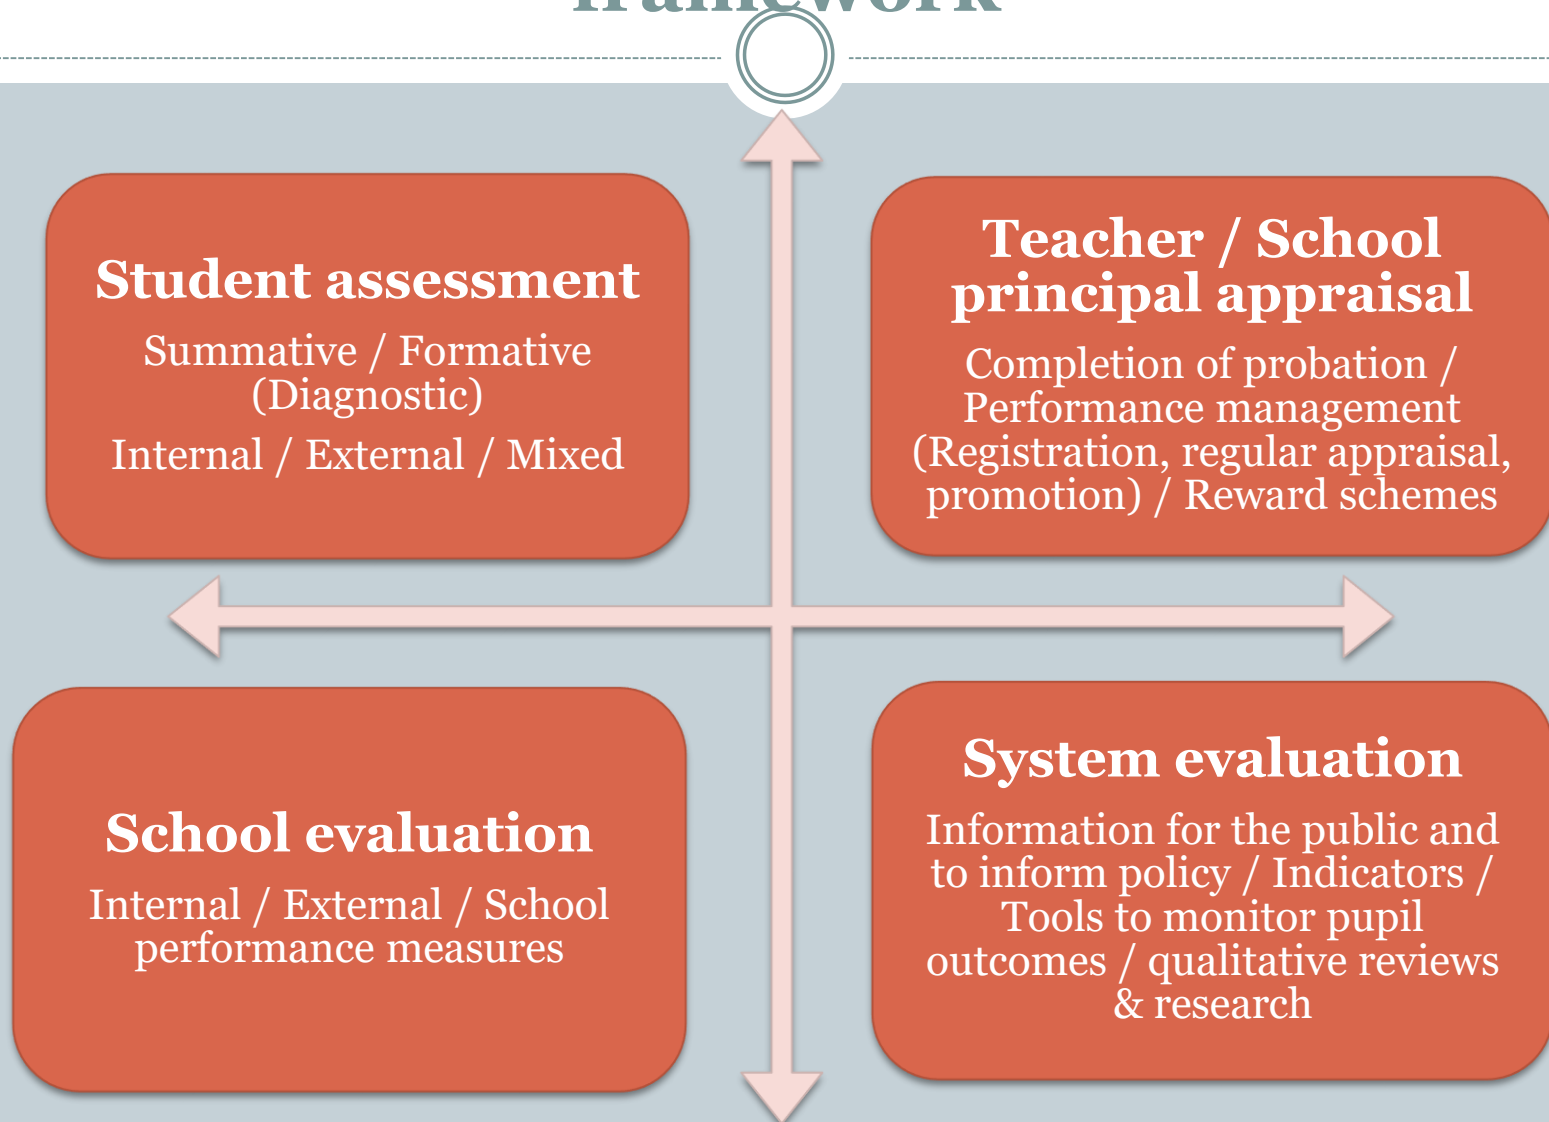 framework
Student assessment
Summative / Formative
(Diagnostic)
Internal / External / Mixed
Teacher / School
principal appraisal
Completion of probation /
Performance management
(Registration, regular appraisal,
promotion) / Reward schemes
School evaluation
Internal / External / School
performance measures
System evaluation
Information for the public and
to inform policy / Indicators /
Tools to monitor pupil
outcomes / qualitative reviews
& research